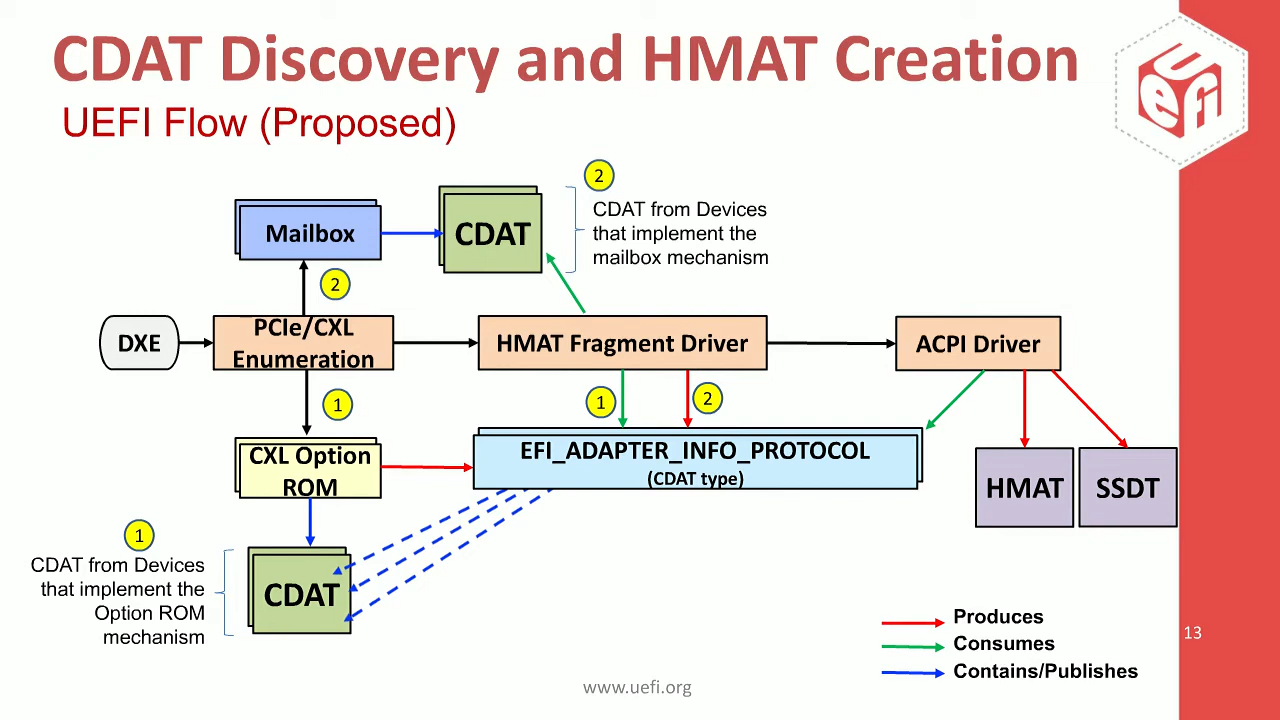 CDAT Discovery and HMAT Creation
UEFI Flow (Proposed)
UEFI
2
Mailbox
CDAT
CDAT from Devices
that implement the
mailbox mechanism
2
DXE
PCIe/CXL
Enumeration
HMAT Fragment Driver
ACPI Driver
1
1
2
CXL Option
ROM
EFI_ADAPTER_INFO_PROTOCOL
(CDAT type)
HMAT
SSDT
1
CDAT from Devices
that implement the
Option ROM
mechanism
CDAT
Produces
Consumes
Contains/Publishes
13
www.uefi.org